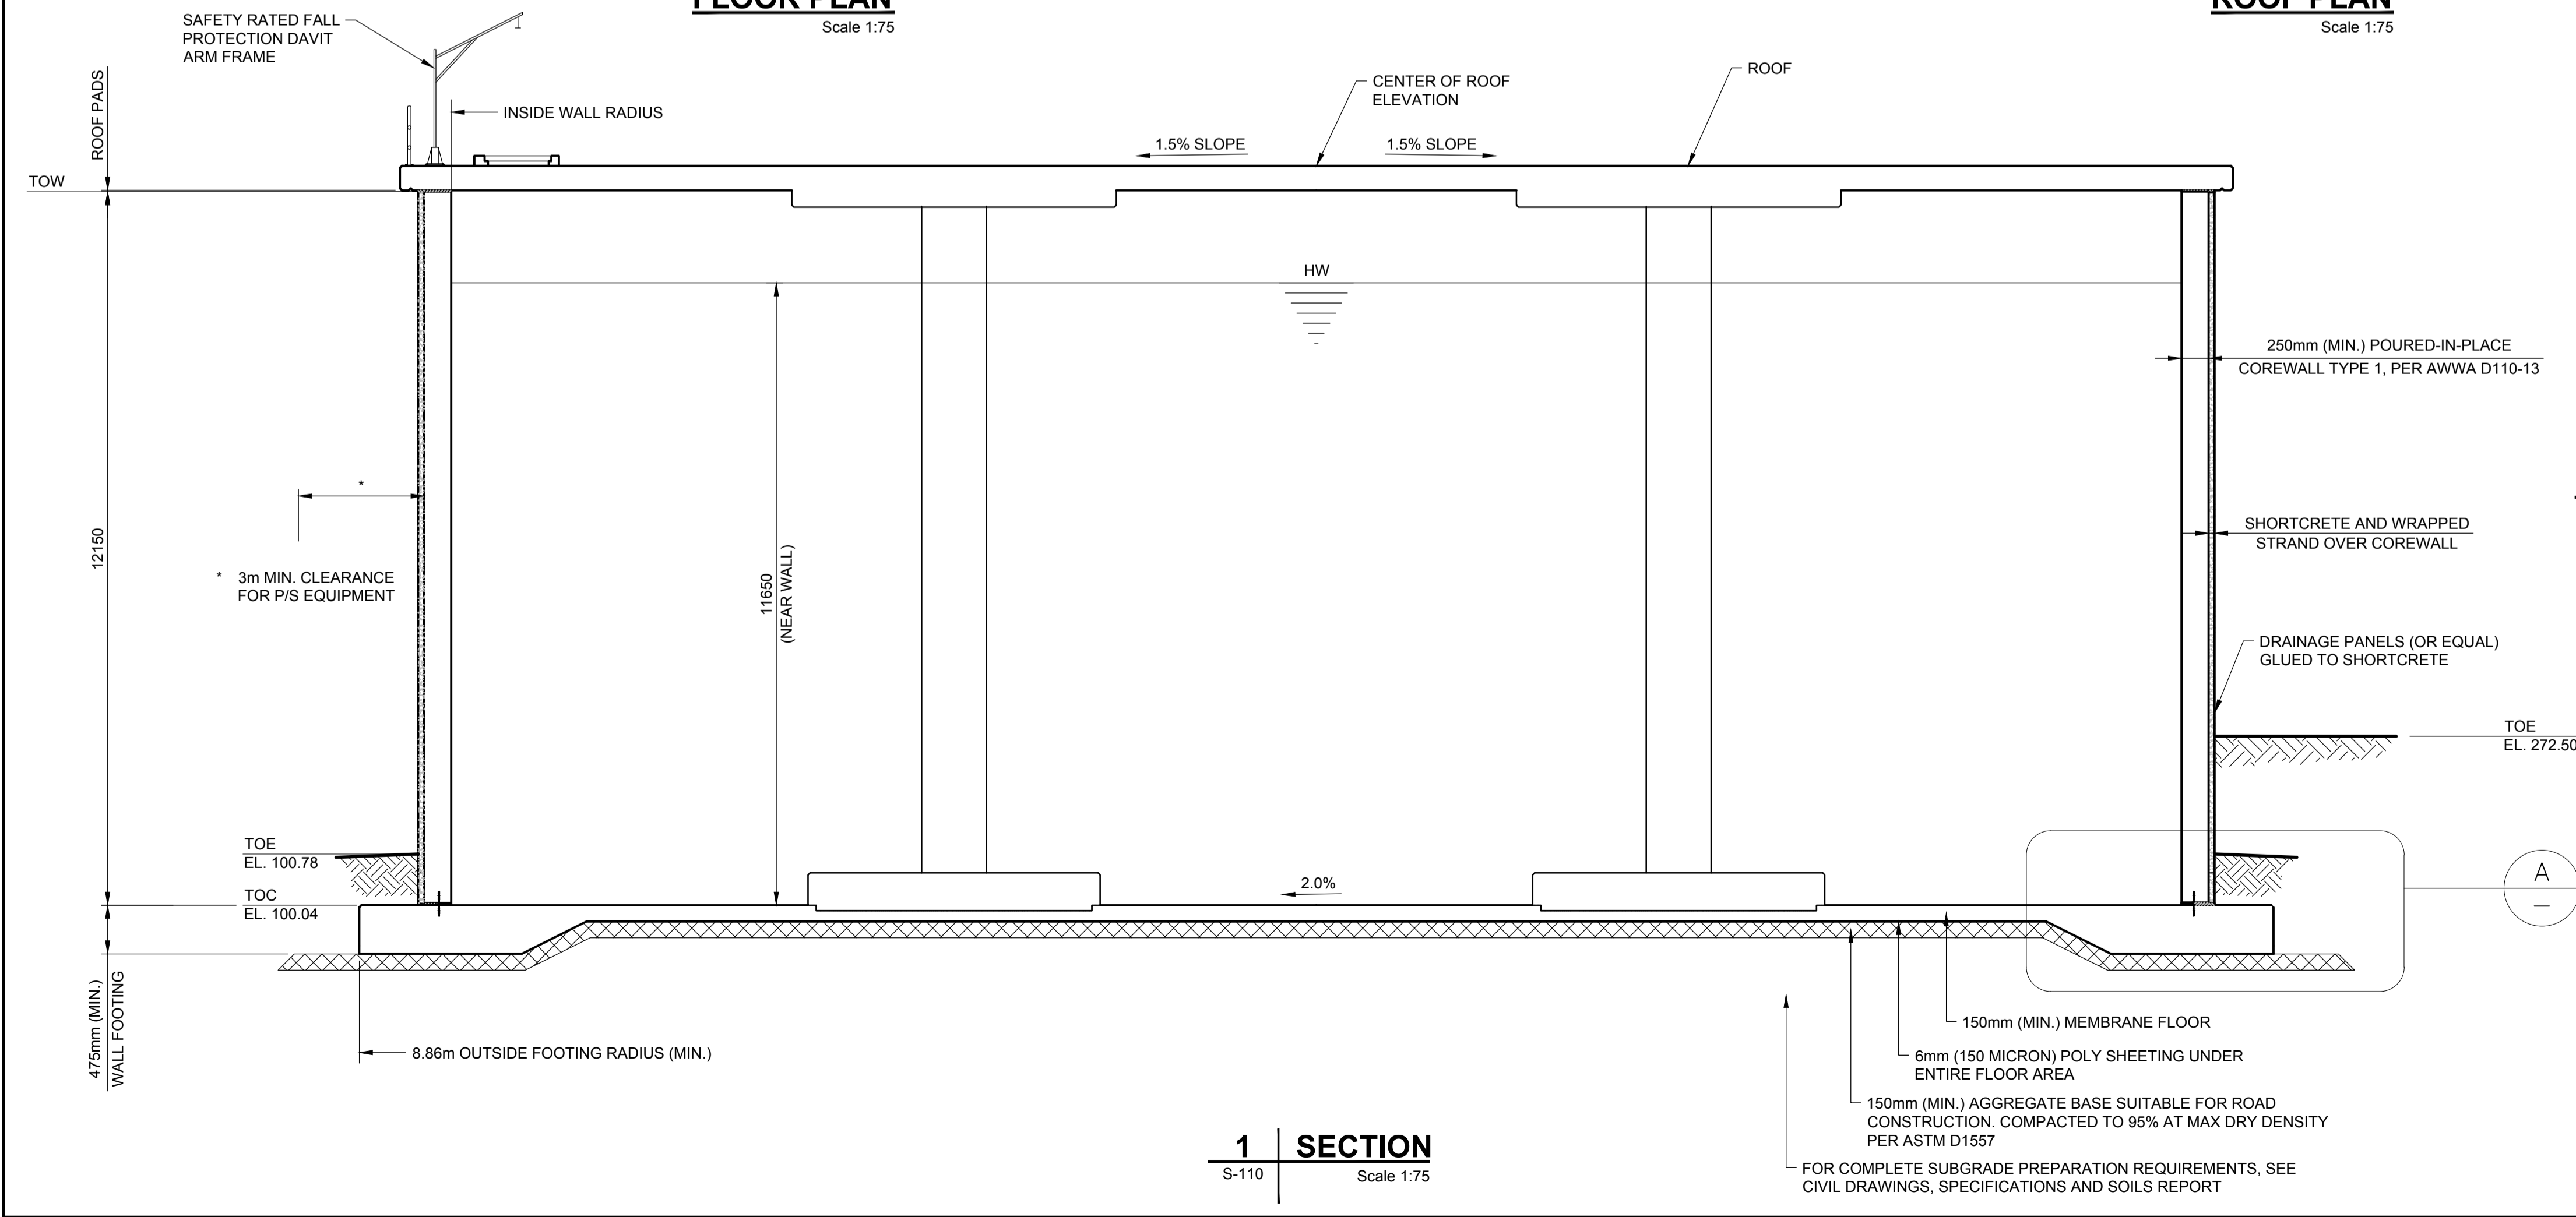 FLOOR PLAN
Scale 1:75
ROOF PLAN
Scale 1:75
SAFETY RATED FALL
PROTECTION DAVIT
ARM FRAME
ROOF PADS
INSIDE WALL RADIUS
CENTER OF ROOF
ELEVATION
ROOF
1.5% SLOPE
1.5% SLOPE
TOW
HW
250mm (MIN.) POURED-IN-PLACE
COREWALL TYPE 1, PER AWWA D110-13
*
12150
* 3m MIN. CLEARANCE
FOR P/S EQUIPMENT
11650
(NEAR WALL)
SHORTCRETE AND WRAPPED
STRAND OVER COREWALL
DRAINAGE PANELS (OR EQUAL)
GLUED TO SHORTCRETE
TOE
EL. 272.50
TOE
EL. 100.78
TOC
EL. 100.04
2.0%
A
–
475mm (MIN.)
WALL FOOTING
8.86m OUTSIDE FOOTING RADIUS (MIN.)
150mm (MIN.) MEMBRANE FLOOR
6mm (150 MICRON) POLY SHEETING UNDER
ENTIRE FLOOR AREA
150mm (MIN.) AGGREGATE BASE SUITABLE FOR ROAD
CONSTRUCTION. COMPACTED TO 95% AT MAX DRY DENSITY
PER ASTM D1557
FOR COMPLETE SUBGRADE PREPARATION REQUIREMENTS, SEE
CIVIL DRAWINGS, SPECIFICATIONS AND SOILS REPORT
1 SECTION
S-110 Scale 1:75